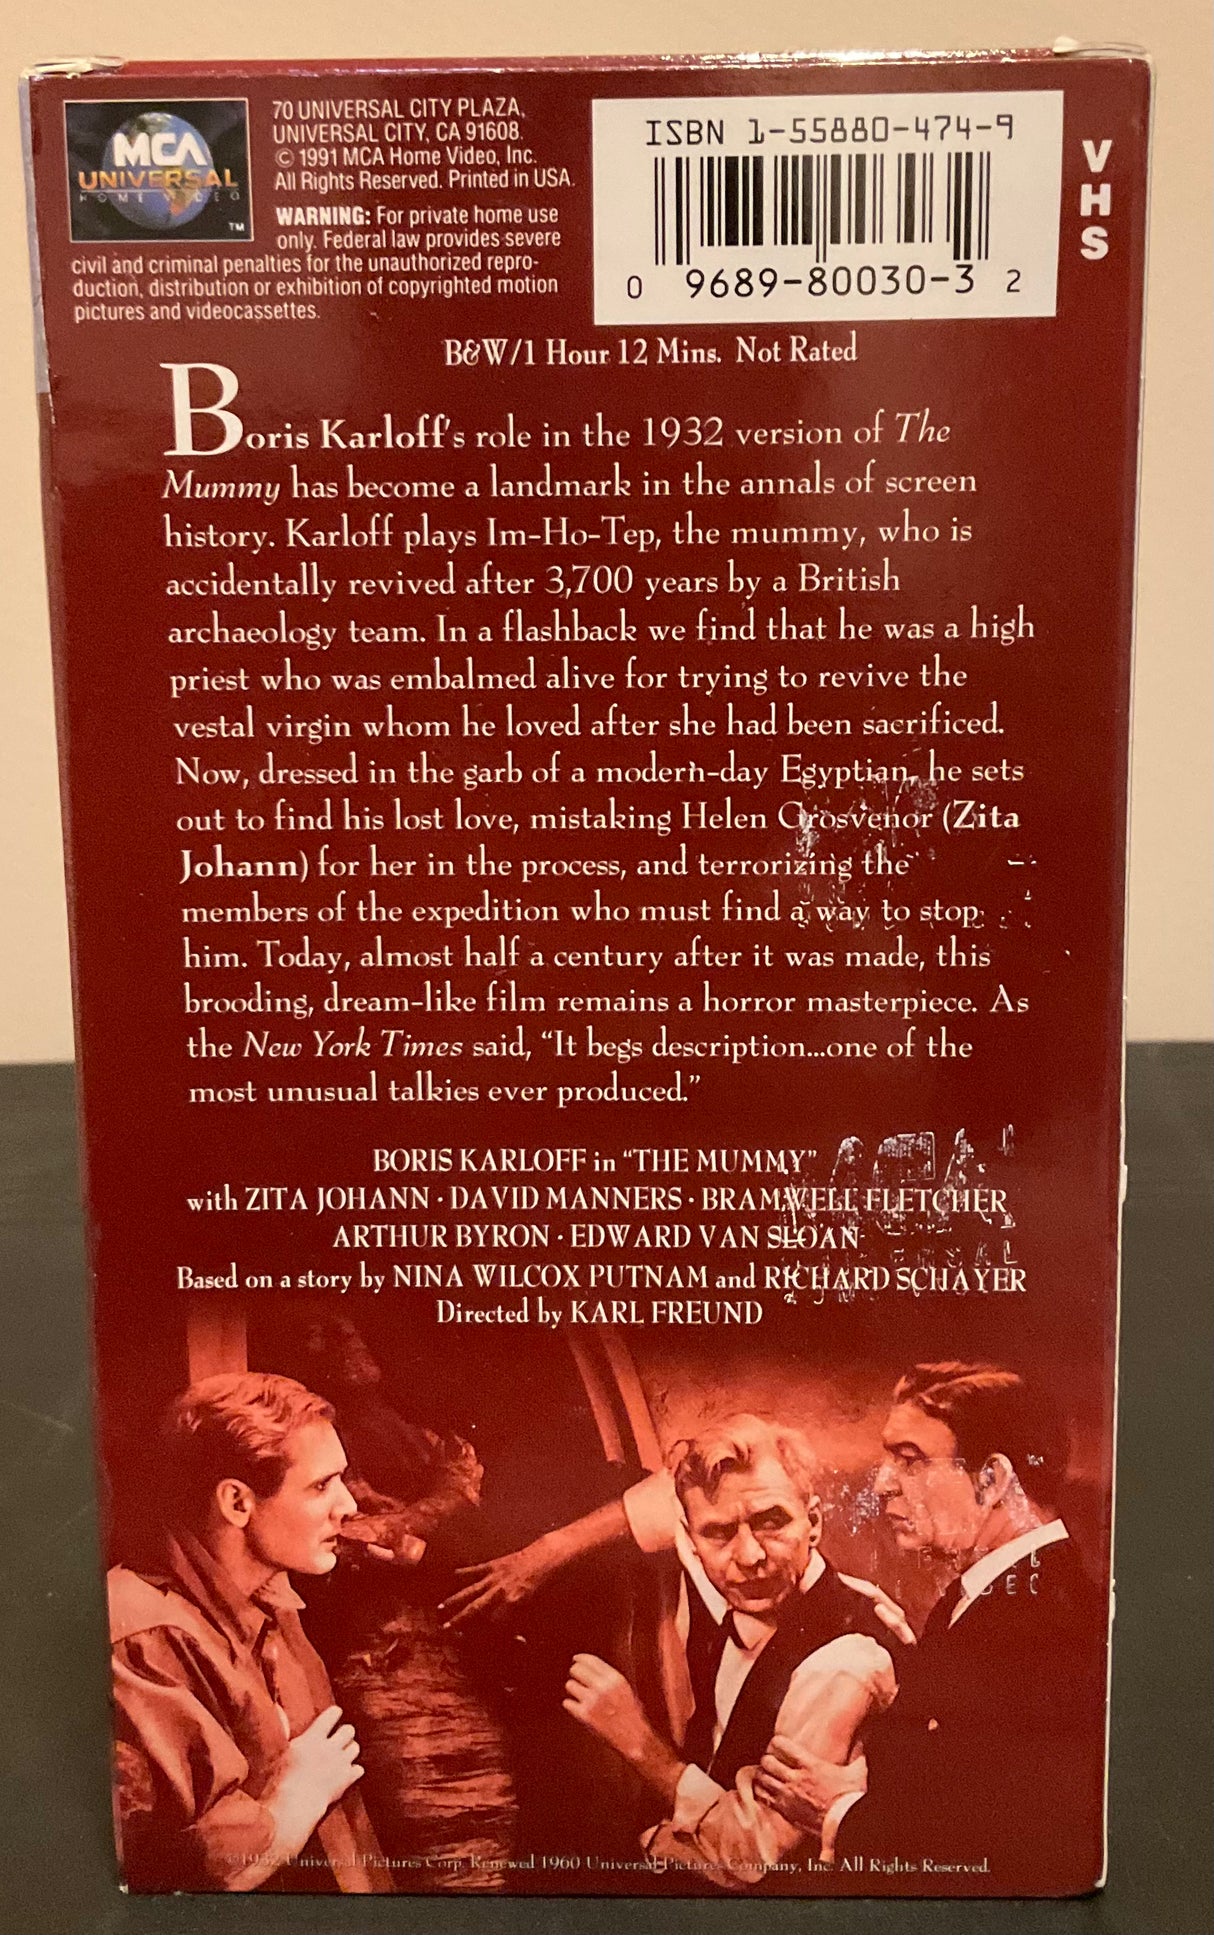 MCA
UNIVERSAL
HOME VIDEO
™
70 UNIVERSAL CITY PLAZA,
UNIVERSAL CITY, CA 91608.
© 1991 MCA Home Video, Inc.
All Rights Reserved. Printed in USA.
WARNING: For private home use
only. Federal law provides severe
civil and criminal penalties for the unauthorized repro-
duction, distribution or exhibition of copyrighted motion
pictures and videocassettes.
ISBN 1-55880-474-9
0 9689-80030-3 2
VHS
B&W/1 Hour 12 Mins. Not Rated
Boris Karloff's role in the 1932 version of The
Mummy has become a landmark in the annals of screen
history. Karloff plays Im-Ho-Tep, the mummy, who is
accidentally revived after 3,700 years by a British
archaeology team. In a flashback we find that he was a high
priest who was embalmed alive for trying to revive the
vestal virgin whom he loved after she had been sacrificed.
Now, dressed in the garb of a modern-day Egyptian, he sets
out to find his lost love, mistaking Helen Grosvenor (Zita
Johann) for her in the process, and terrorizing the
members of the expedition who must find a way to stop
him. Today, almost half a century after it was made, this
brooding, dream-like film remains a horror masterpiece. As
the New York Times said, “It begs description...one of the
most unusual talkies ever produced.”
BORIS KARLOFF in “THE MUMMY”
with ZITA JOHANN · DAVID MANNERS · BRAMWELL FLETCHER
ARTHUR BYRON · EDWARD VAN SLOAN
Based on a story by NINA WILCOX PUTNAM and RICHARD SCHAYER
Directed by KARL FREUND
©1932 Universal Pictures Corp. Renewed 1960 Universal Pictures Company, Inc. All Rights Reserved.